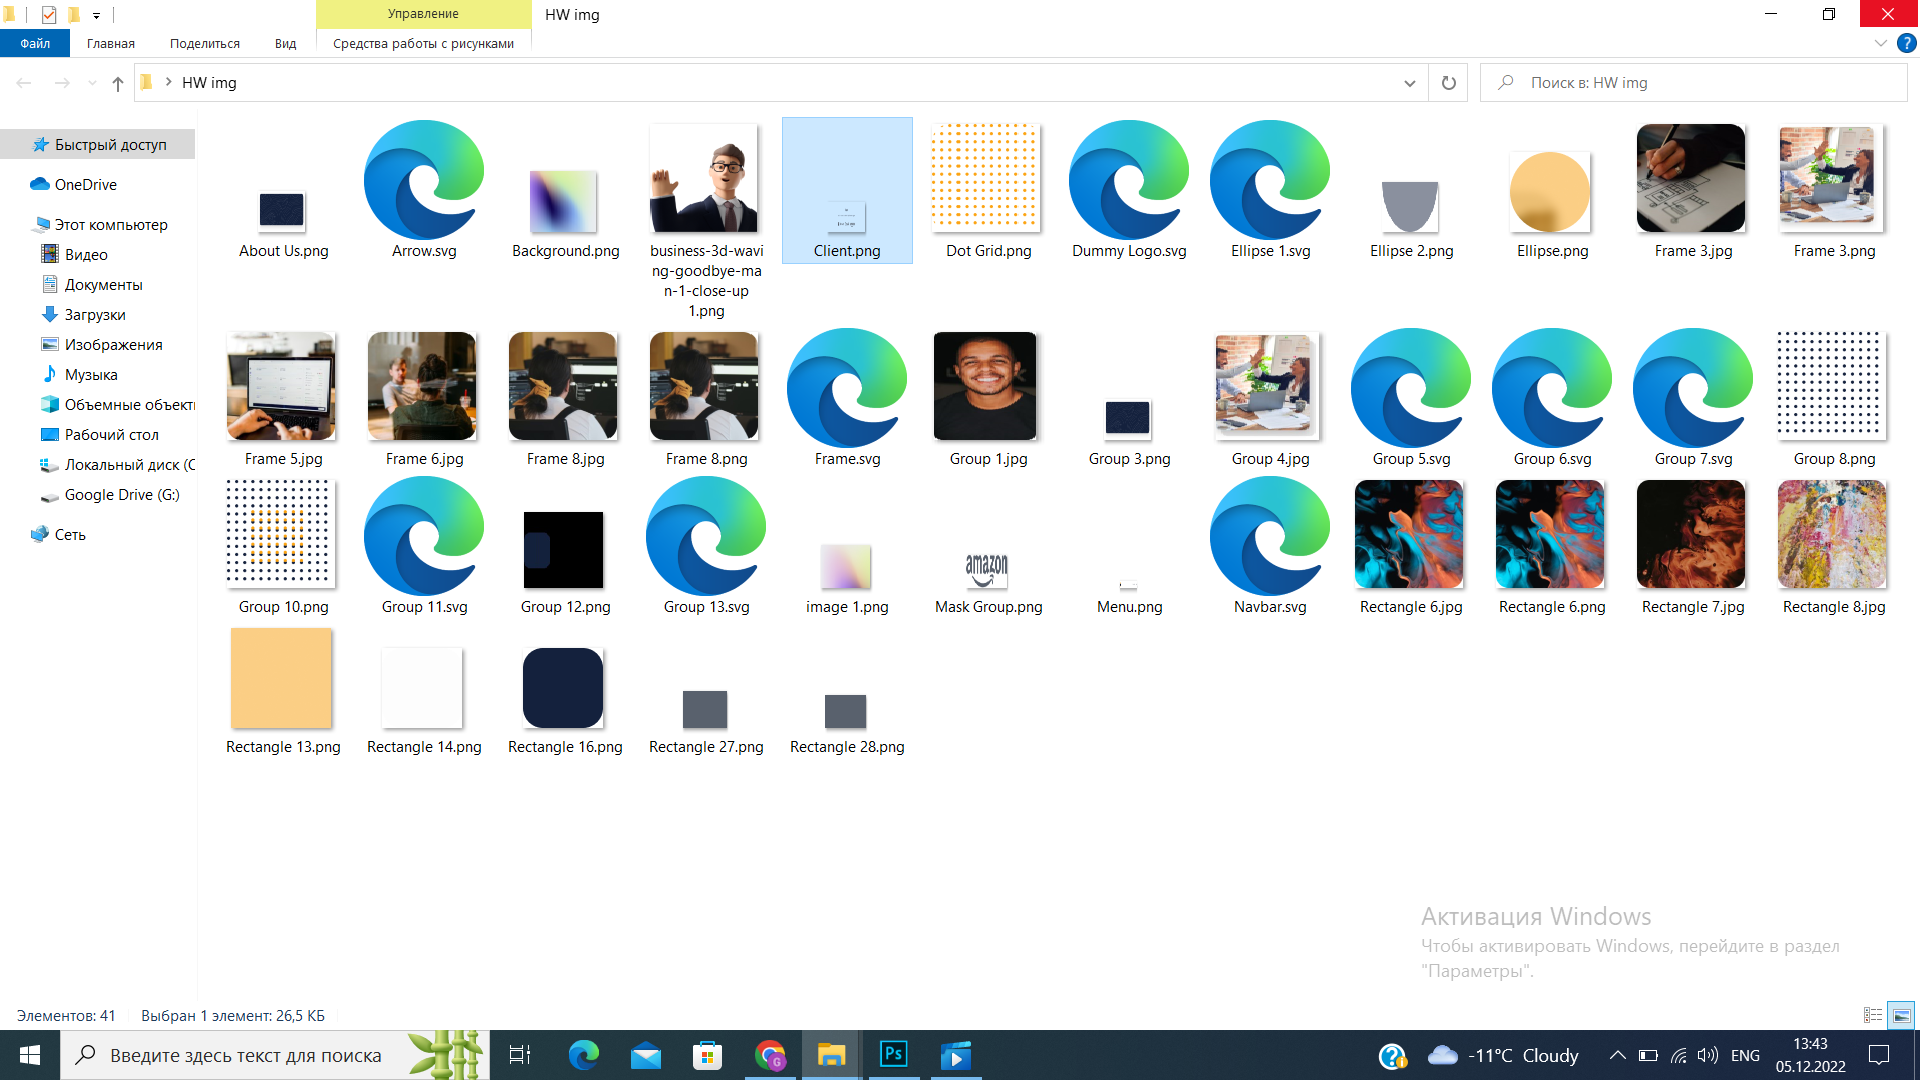 Управление
HW img
Файл
Главная
Поделиться
Вид
Средства работы с рисунками
HW img
Поиск в: HW img
Быстрый доступ
OneDrive
Этот компьютер
Видео
Документы
Загрузки
Изображения
Музыка
Объемные объект
Рабочий стол
Локальный диск (C
Google Drive (G:)
Сеть
About Us.png
Arrow.svg
Background.png
business-3d-wavi
ng-goodbye-ma
n-1-close-up
1.png
Client.png
Dot Grid.png
Dummy Logo.svg
Ellipse 1.svg
Ellipse 2.png
Ellipse.png
Frame 3.jpg
Frame 3.png
Frame 5.jpg
Frame 6.jpg
Frame 8.jpg
Frame 8.png
Frame.svg
Group 1.jpg
Group 3.png
Group 4.jpg
Group 5.svg
Group 6.svg
Group 7.svg
Group 8.png
amazon
Group 10.png
Group 11.svg
Group 12.png
Group 13.svg
image 1.png
Mask Group.png
Menu.png
Navbar.svg
Rectangle 6.jpg
Rectangle 6.png
Rectangle 7.jpg
Rectangle 8.jpg
Rectangle 13.png
Rectangle 14.png
Rectangle 16.png
Rectangle 27.png
Rectangle 28.png
Активация Windows
Чтобы активировать Windows, перейдите в раздел
"Параметры".
Элементов: 41
Выбран 1 элемент: 26,5 КБ
Введите здесь текст для поиска
G
Ps
-11°C Cloudy
ENG
13:43
05.12.2022